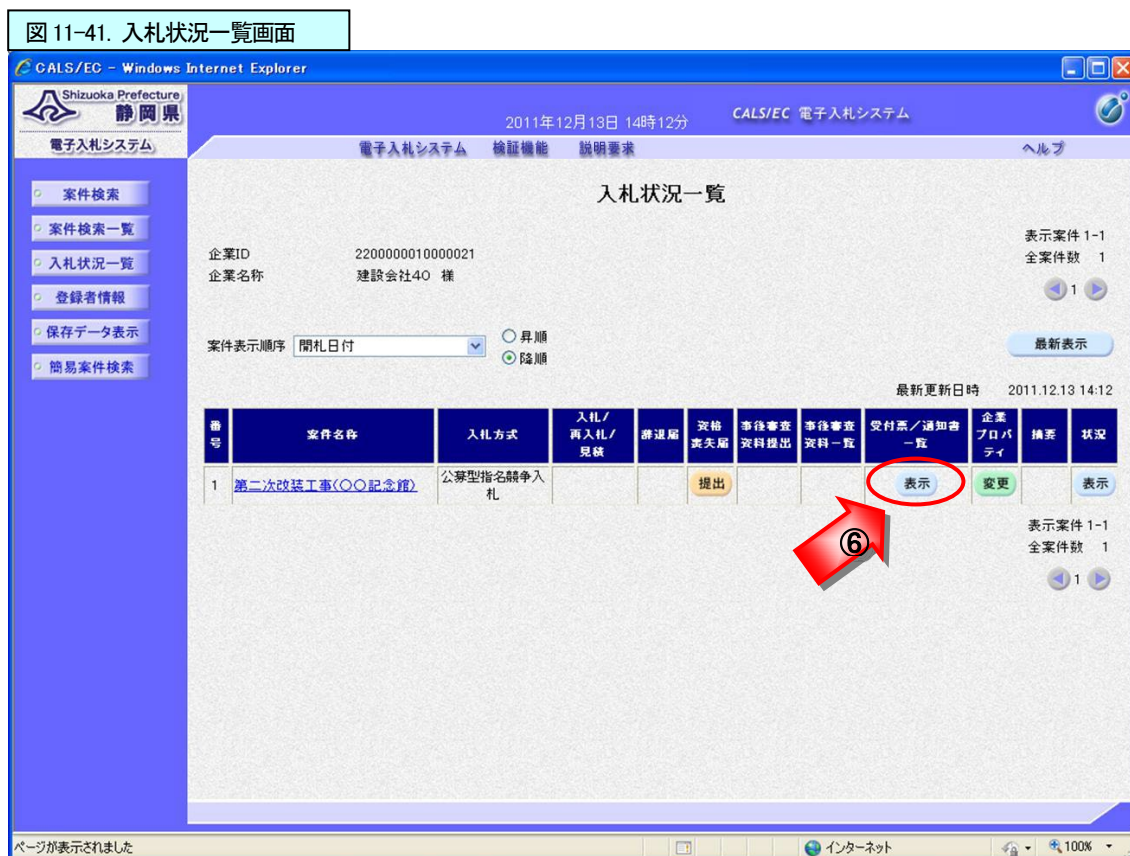 図 11-41. 入札状況一覧画面
CALS/EC - Windows Internet Explorer
Shizuoka Prefecture
静岡県
電子入札システム
2011年12月13日 14時12分
CALS/EC 電子入札システム
電子入札システム 検証機能 説明要求 ヘルプ
案件検索
案件検索一覧
入札状況一覧
登録者情報
保存データ表示
簡易案件検索
入札状況一覧
表示案件 1-1
全案件数 1
1
企業ID 2200000010000021
企業名称 建設会社40 様
案件表示順序 開札日付
昇順
降順
最新表示
最新更新日時 2011.12.13 14:12
番号 案件名称 入札方式 入札/再入札/見積 辞退届 資格喪失届 事後審査資料提出 事後審査資料一覧 受付票/通知書一覧 企業プロパティ 摘要 状況
1 第二次改装工事(〇〇記念館) 公募型指名競争入札 提出 表示 変更 表示
⑥
表示案件 1-1
全案件数 1
1
ページが表示されました インターネット 100%